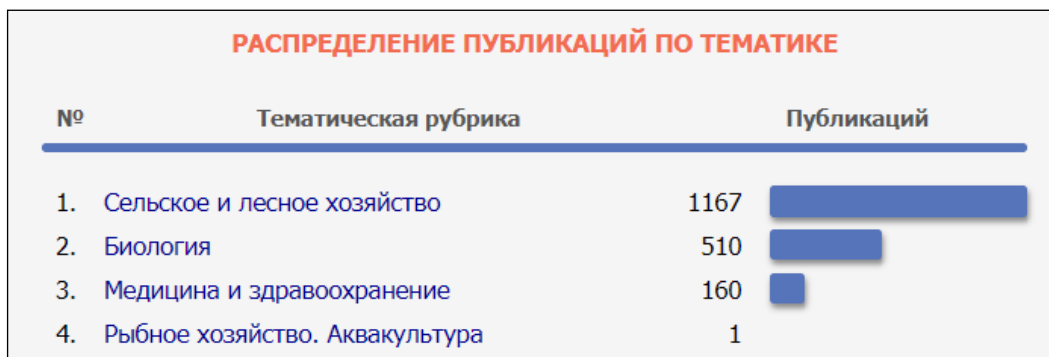 РАСПРЕДЕЛЕНИЕ ПУБЛИКАЦИЙ ПО ТЕМАТИКЕ
№ Тематическая рубрика Публикаций
1. Сельское и лесное хозяйство 1167
2. Биология 510
3. Медицина и здравоохранение 160
4. Рыбное хозяйство. Аквакультура 1